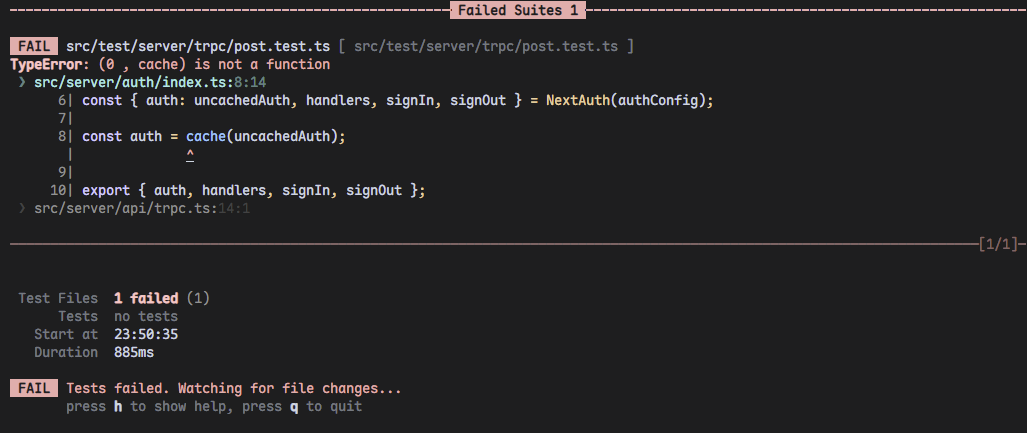 Failed Suites 1
FAIL src/test/server/trpc/post.test.ts [ src/test/server/trpc/post.test.ts ]
TypeError: (0 , cache) is not a function
❯ src/server/auth/index.ts:8:14
6| const { auth: uncachedAuth, handlers, signIn, signOut } = NextAuth(authConfig);
7|
8| const auth = cache(uncachedAuth);
| ^
9|
10| export { auth, handlers, signIn, signOut };
❯ src/server/api/trpc.ts:14:1
[1/1]
Test Files 1 failed (1)
Tests no tests
Start at 23:50:35
Duration 885ms
FAIL Tests failed. Watching for file changes...
press h to show help, press q to quit